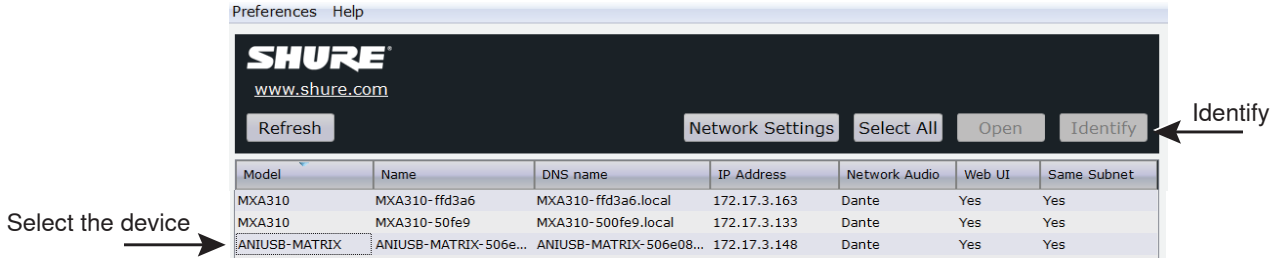 Preferences Help
SHURE
www.shure.com
Refresh Network Settings Select All Open Identify
Identify
Model Name DNS name IP Address Network Audio Web UI Same Subnet
MXA310 MXA310-ffd3a6 MXA310-ffd3a6.local 172.17.3.163 Dante Yes Yes
MXA310 MXA310-50fe9 MXA310-500fe9.local 172.17.3.133 Dante Yes Yes
Select the device
ANIUSB-MATRIX ANIUSB-MATRIX-506e... ANIUSB-MATRIX-506e08... 172.17.3.148 Dante Yes Yes